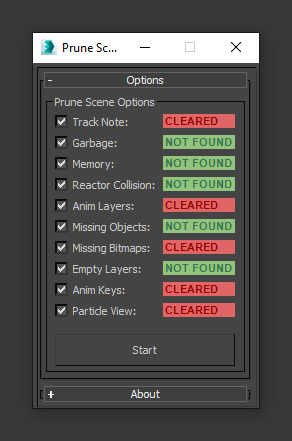 Prune Sc...
- Options
Prune Scene Options
Track Note: CLEARED
Garbage: NOT FOUND
Memory: NOT FOUND
Reactor Collision: NOT FOUND
Anim Layers: CLEARED
Missing Objects: NOT FOUND
Missing Bitmaps: CLEARED
Empty Layers: NOT FOUND
Anim Keys: CLEARED
Particle View: CLEARED
Start
+ About